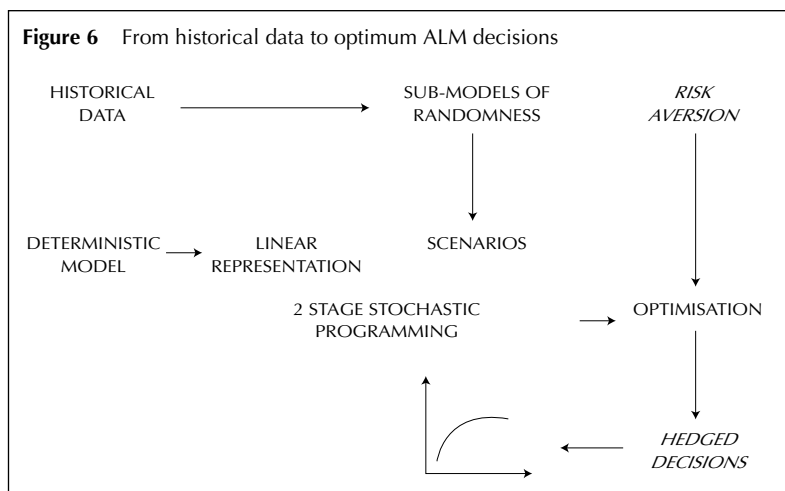 Figure 6 From historical data to optimum ALM decisions
HISTORICAL
DATA
SUB-MODELS OF
RANDOMNESS
RISK
AVERSION
DETERMINISTIC
MODEL
LINEAR
REPRESENTATION
SCENARIOS
2 STAGE STOCHASTIC
PROGRAMMING
OPTIMISATION
HEDGED
DECISIONS